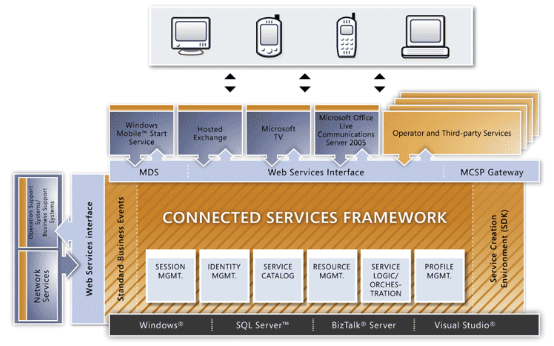 Windows
Mobile™ Start
Service
Hosted
Exchange
Microsoft
TV
Microsoft Office
Live
Communications
Server 2005
Operator and Third-party Services
MDS
Web Services Interface
MCSP Gateway
Operation Support
Systems/
Business Support
Systems
Network
Services
Web Services interface
Standard Business Events
CONNECTED SERVICES FRAMEWORK
SESSION
MGMT.
IDENTITY
MGMT.
SERVICE
CATALOG
RESOURCE
MGMT.
SERVICE
LOGIC/
ORCHES-
TRATION
PROFILE
MGMT.
Service Creation
Environment (SDK)
Windows®
SQL Server™
BizTalk® Server
Visual Studio®